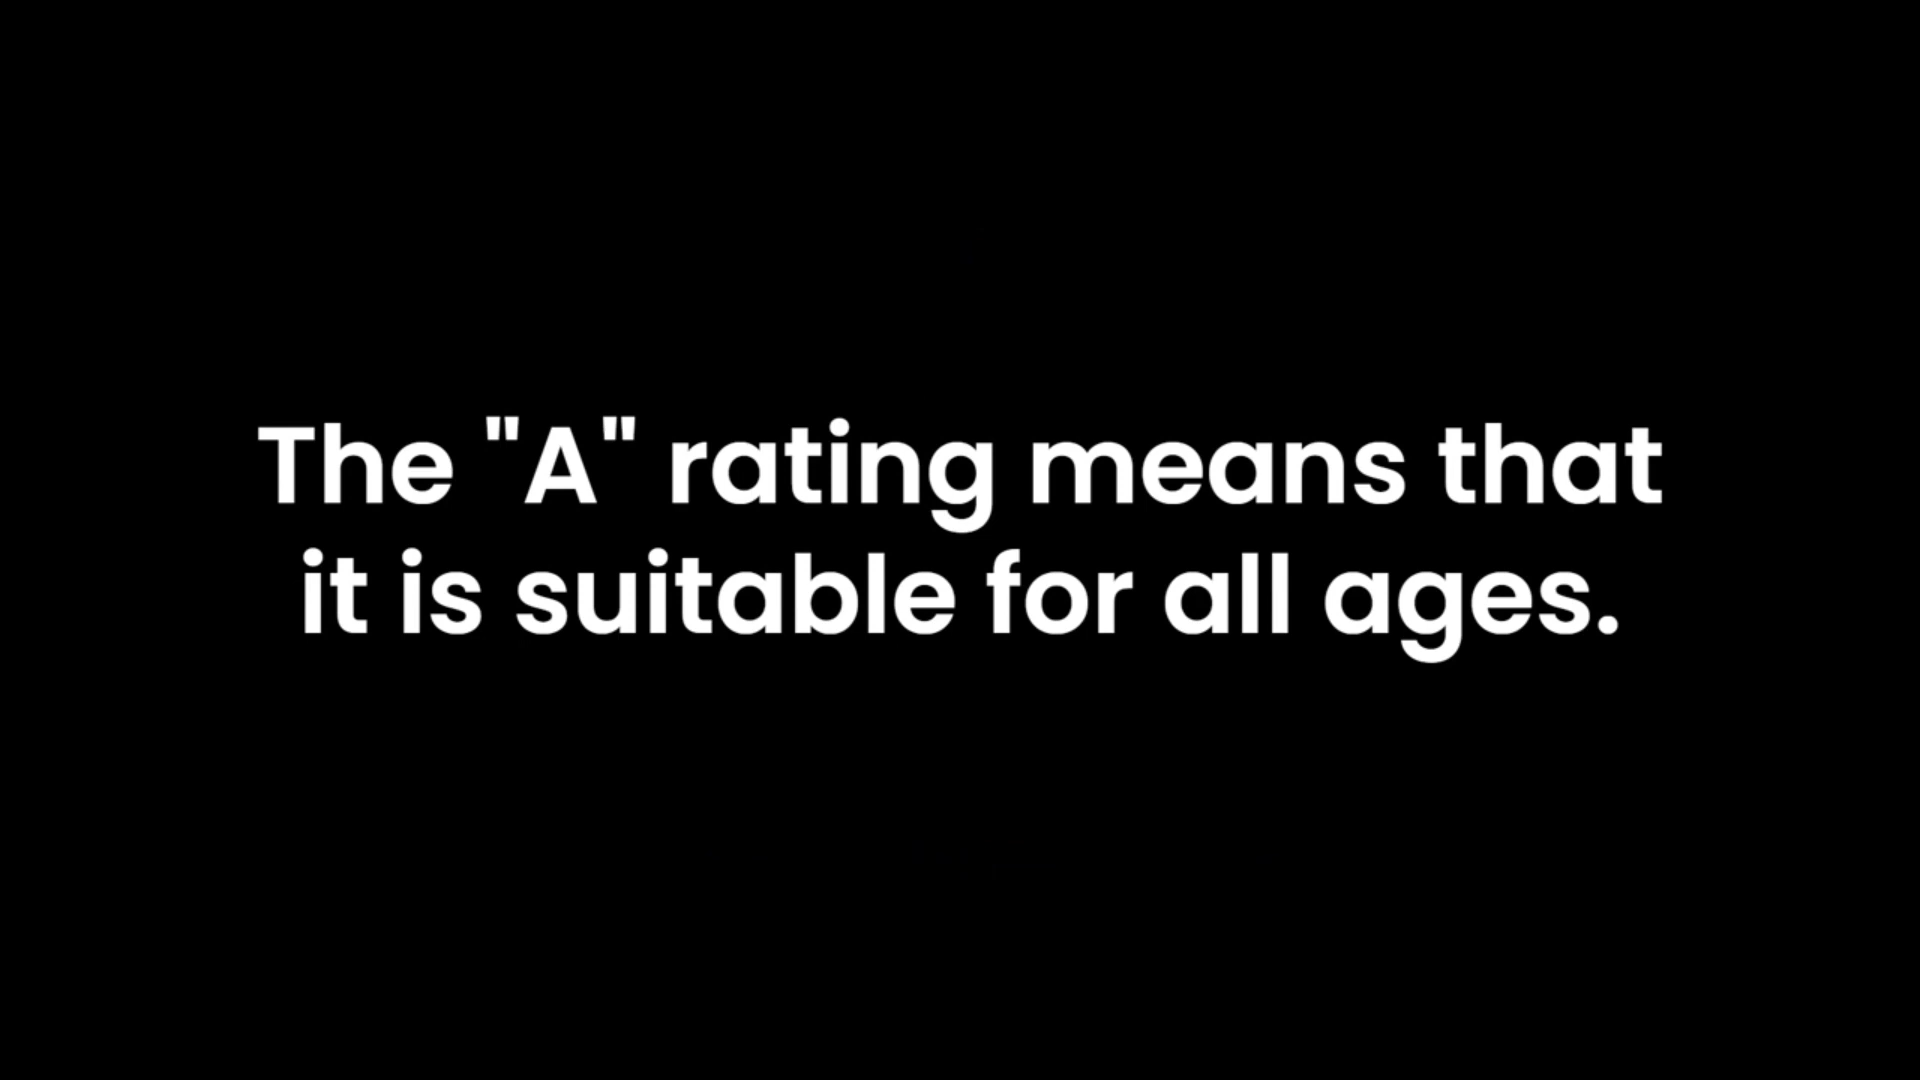 The "A" rating means that
it is suitable for all ages.